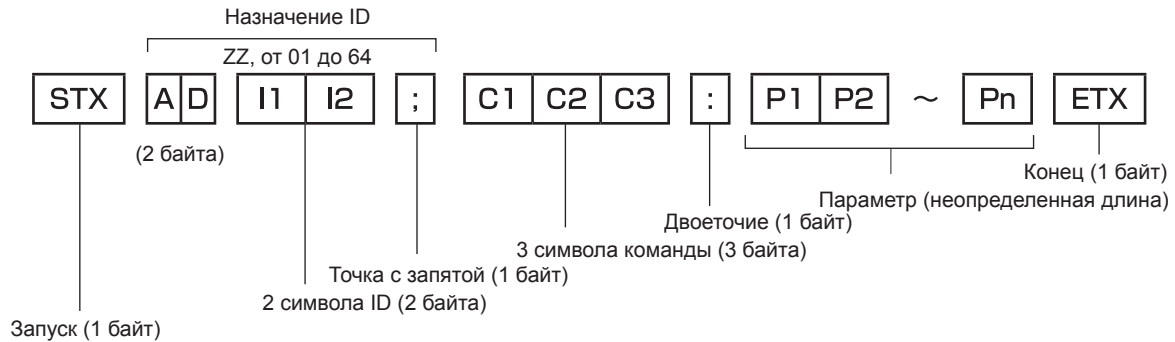 Назначение ID
ZZ, от 01 до 64
STX A D I1 I2 ; C1 C2 C3 : P1 P2 ~ Pn ETX
(2 байта)
Конец (1 байт)
Параметр (неопределенная длина)
Двоеточие (1 байт)
3 символа команды (3 байта)
Точка с запятой (1 байт)
2 символа ID (2 байта)
Запуск (1 байт)